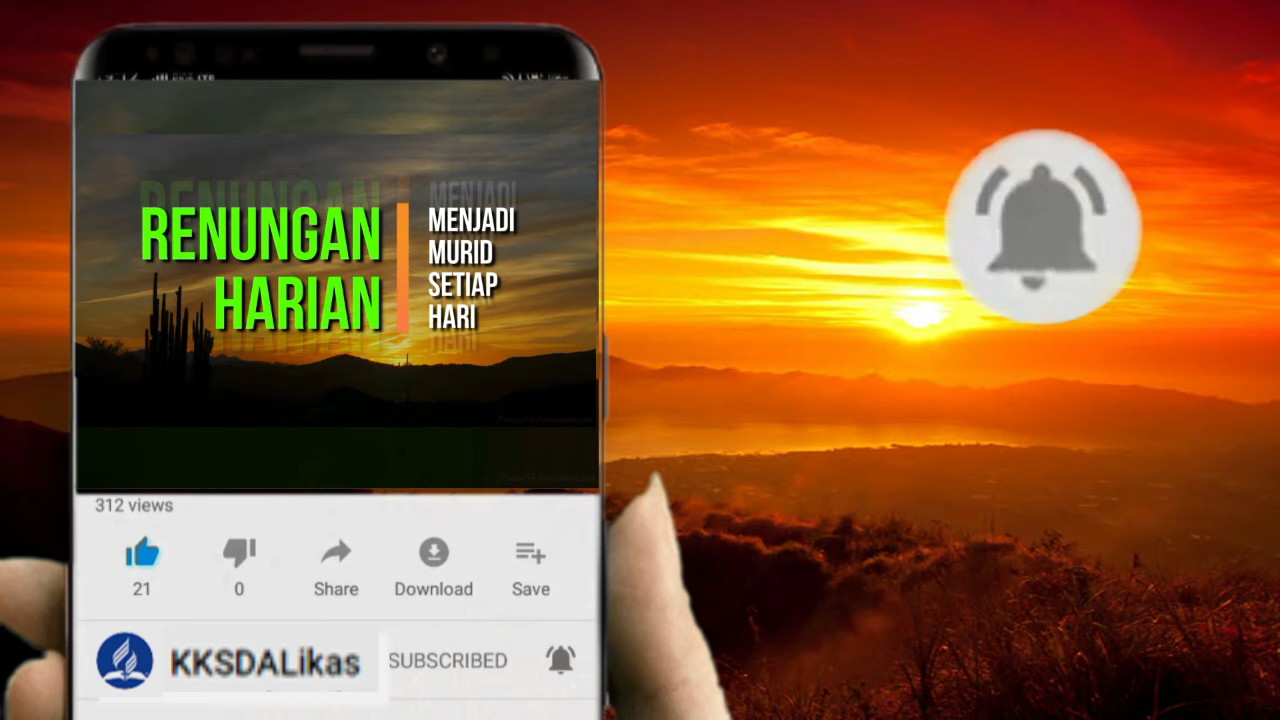 RENUNGAN
HARIAN
MENJADI
MURID
SETIAP
HARI
312 views
21
0
Share
Download
Save
KKSDALikas
SUBSCRIBED